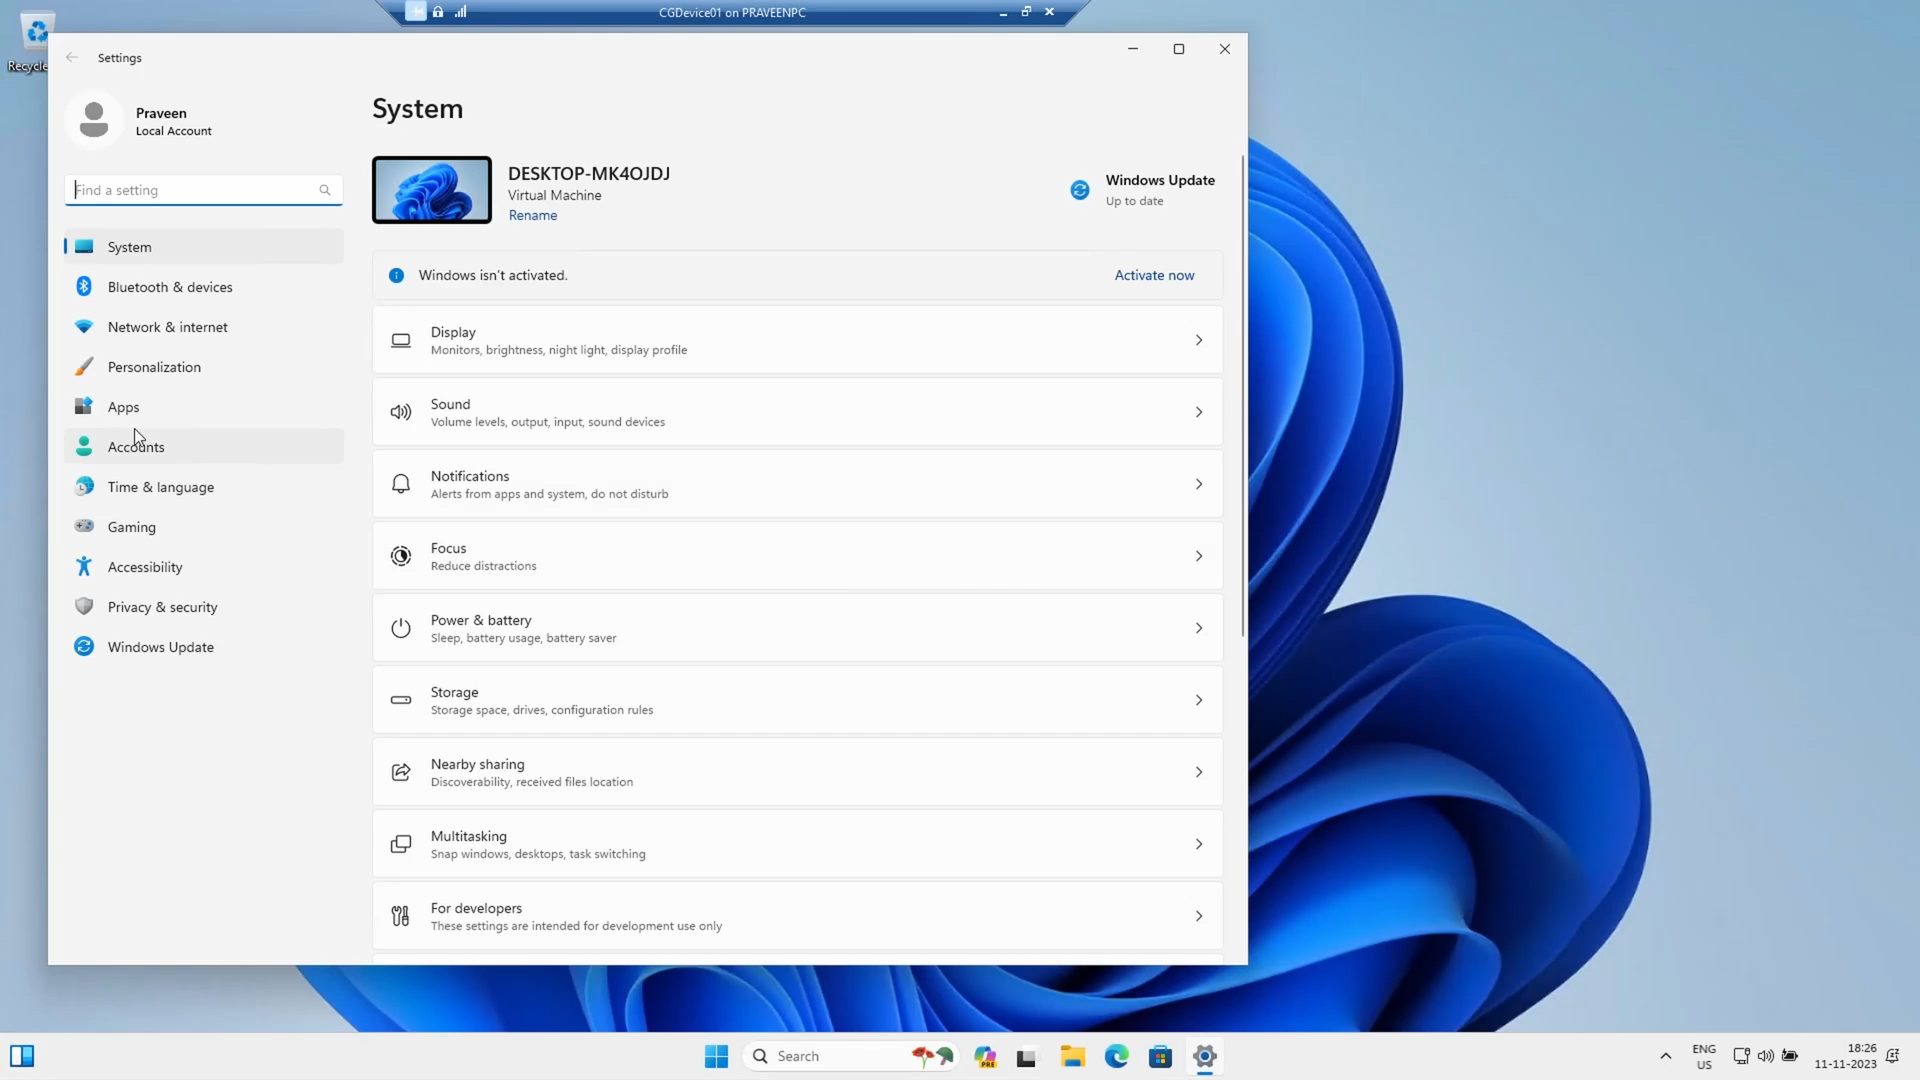 CGDevice01 on PRAVEENPC
Settings
Praveen
Local Account
Find a setting
System
Bluetooth & devices
Network & internet
Personalization
Apps
Accounts
Time & language
Gaming
Accessibility
Privacy & security
Windows Update
System
DESKTOP-MK4OJDJ
Virtual Machine
Rename
Windows Update
Up to date
Windows isn't activated.
Activate now
Display
Monitors, brightness, night light, display profile
Sound
Volume levels, output, input, sound devices
Notifications
Alerts from apps and system, do not disturb
Focus
Reduce distractions
Power & battery
Sleep, battery usage, battery saver
Storage
Storage space, drives, configuration rules
Nearby sharing
Discoverability, received files location
Multitasking
Snap windows, desktops, task switching
For developers
These settings are intended for development use only
Search
PRE
ENG
US
18:26
11-11-2023